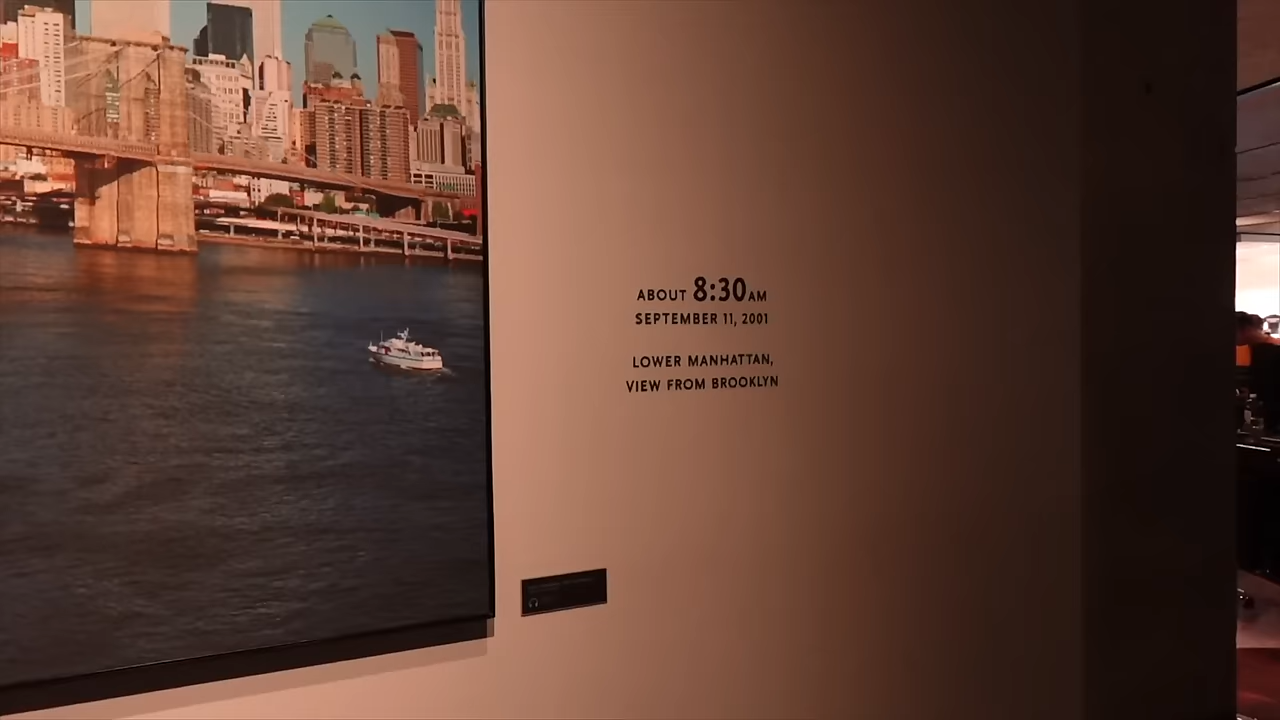 ABOUT 8:30AM
SEPTEMBER 11, 2001
LOWER MANHATTAN,
VIEW FROM BROOKLYN